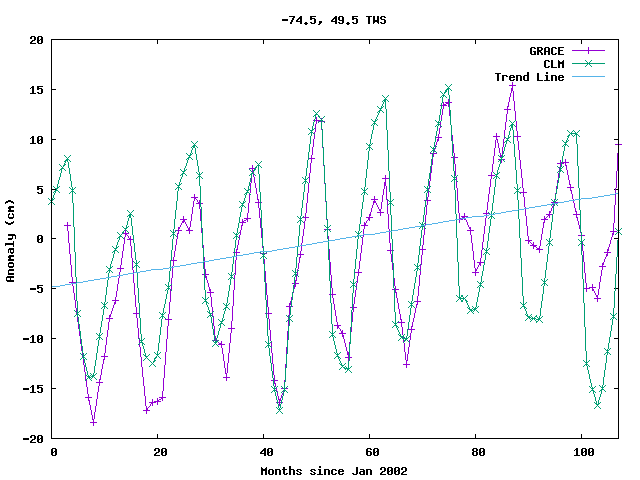 -74.5, 49.5 TWS
GRACE
CLM
Trend Line
20
15
10
5
0
-5
-10
-15
-20
Anomaly (cm)
0 20 40 60 80 100
Months since Jan 2002